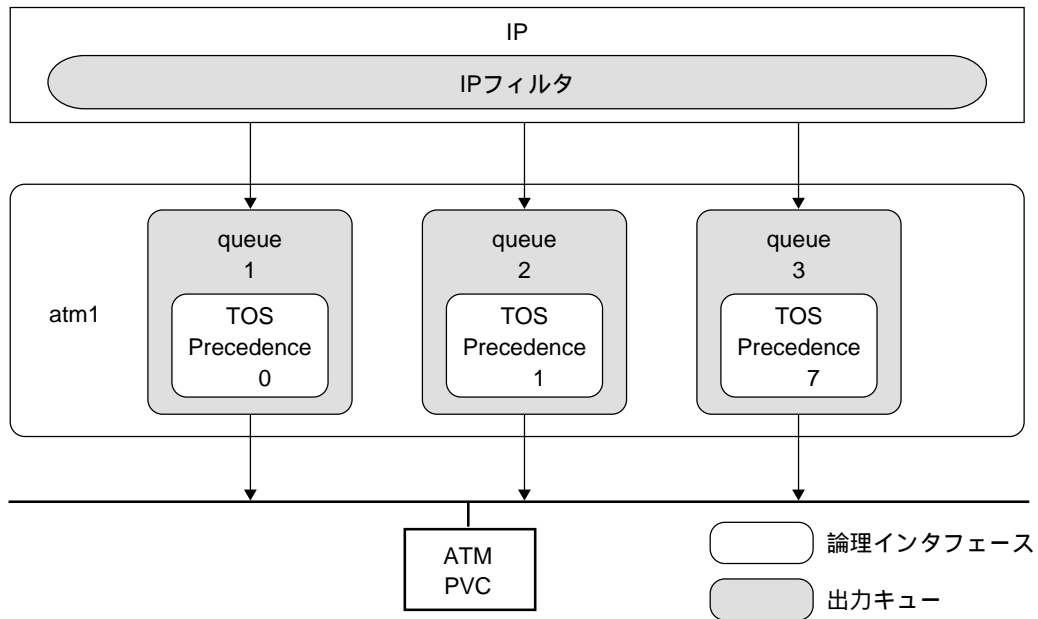 IP
IPフィルタ
queue
1
queue
2
queue
3
atm1
TOS
Precedence
0
TOS
Precedence
1
TOS
Precedence
7
ATM
PVC
論理インタフェース
出力キュー